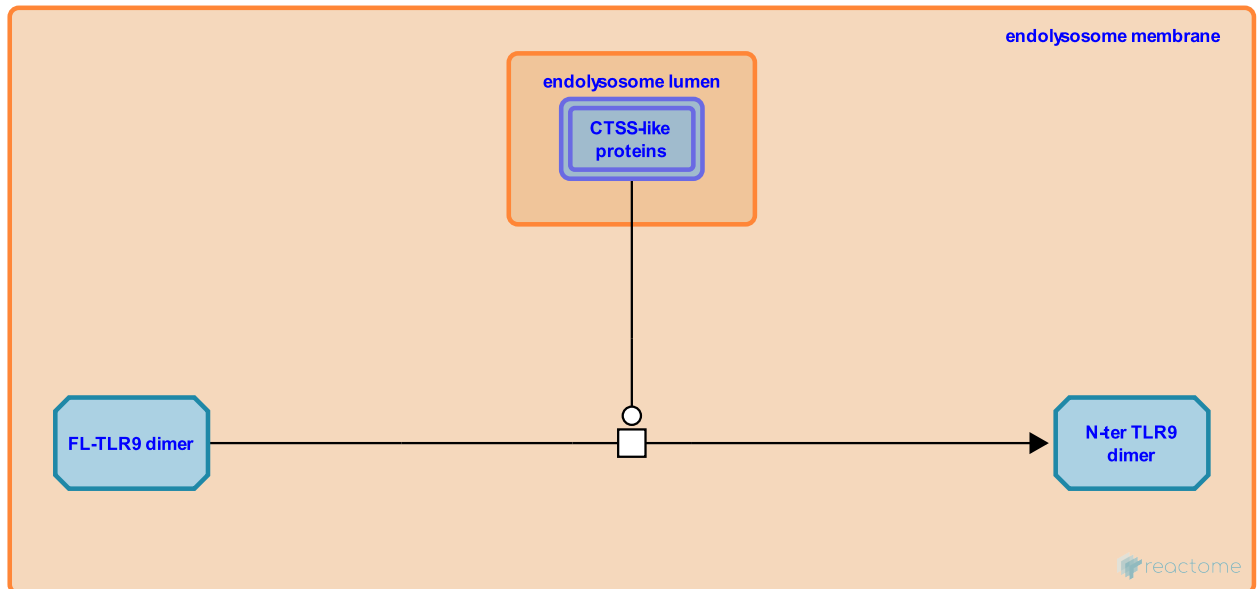 endolysosome membrane
endolysosome lumen
CTSS-like
proteins
FL-TLR9 dimer
N-ter TLR9
dimer
reactome